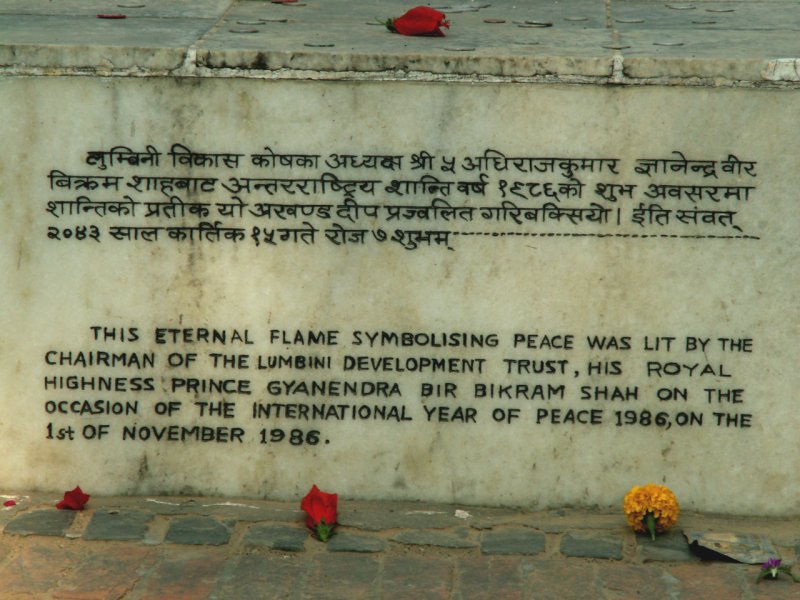 लुम्बिनी विकास कोषका अध्यक्ष श्री ५ अधिराजकुमार ज्ञानेन्द्र वीर
बिक्रम शाहबाट अन्तरराष्ट्रिय शान्ति वर्ष १९८६को शुभ अवसरमा
शान्तिको प्रतीक यो अखण्ड दीप प्रज्वलित गरिबक्सियो। ईति संवत्
२०४३ साल कार्तिक १५ गते रोज ७ शुभम्
THIS ETERNAL FLAME SYMBOLISING PEACE WAS LIT BY THE
CHAIRMAN OF THE LUMBINI DEVELOPMENT TRUST, HIS ROYAL
HIGHNESS PRINCE GYANENDRA BIR BIKRAM SHAH ON THE
OCCASION OF THE INTERNATIONAL YEAR OF PEACE 1986, ON THE
1st OF NOVEMBER 1986.